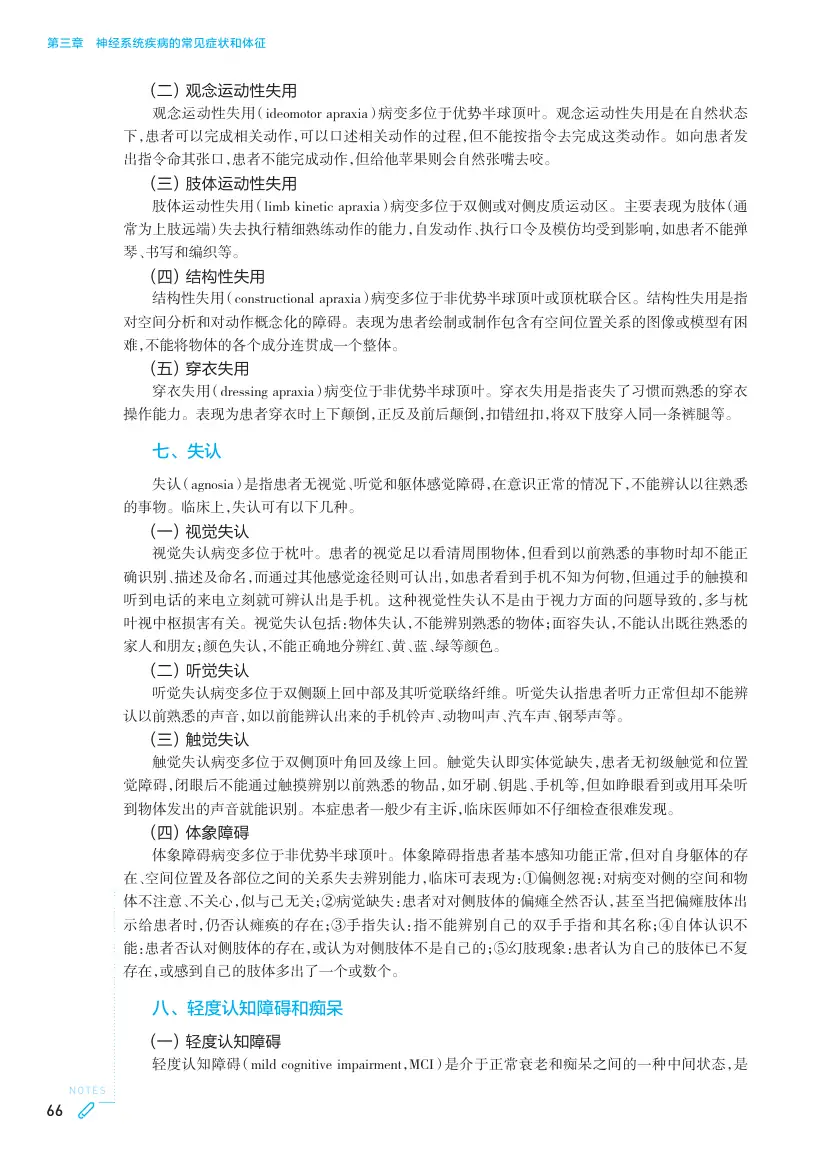 第三章 神经系统疾病的常见症状和体征
（二）观念运动性失用
观念运动性失用（ideomotor apraxia）病变多位于优势半球顶叶。观念运动性失用是在自然状态
下，患者可以完成相关动作，可以口述相关动作的过程，但不能按指令去完成这类动作。如向患者发
出指令命其张口，患者不能完成动作，但给他苹果则会自然张嘴去咬。
（三）肢体运动性失用
肢体运动性失用（limb kinetic apraxia）病变多位于双侧或对侧皮质运动区。主要表现为肢体（通
常为上肢远端）失去执行精细熟练动作的能力，自发动作、执行口令及模仿均受到影响，如患者不能弹
琴、书写和编织等。
（四）结构性失用
结构性失用（constructional apraxia）病变多位于非优势半球顶叶或顶枕联合区。结构性失用是指
对空间分析和对动作概念化的障碍。表现为患者绘制或制作包含有空间位置关系的图像或模型有困
难，不能将物体的各个成分连贯成一个整体。
（五）穿衣失用
穿衣失用（dressing apraxia）病变位于非优势半球顶叶。穿衣失用是指丧失了习惯而熟悉的穿衣
操作能力。表现为患者穿衣时上下颠倒，正反及前后颠倒，扣错纽扣，将双下肢穿入同一条裤腿等。
七、失认
失认（agnosia）是指患者无视觉、听觉和躯体感觉障碍，在意识正常的情况下，不能辨认以往熟悉
的事物。临床上，失认可有以下几种。
（一）视觉失认
视觉失认病变多位于枕叶。患者的视觉足以看清周围物体，但看到以前熟悉的事物时却不能正
确识别、描述及命名，而通过其他感觉途径则可认出，如患者看到手机不知为何物，但通过手的触摸和
听到电话的来电立刻就可辨认出是手机。这种视觉性失认不是由于视力方面的问题导致的，多与枕
叶视中枢损害有关。视觉失认包括：物体失认，不能辨别熟悉的物体；面容失认，不能认出既往熟悉的
家人和朋友；颜色失认，不能正确地分辨红、黄、蓝、绿等颜色。
（二）听觉失认
听觉失认病变多位于双侧颞上回中部及其听觉联络纤维。听觉失认指患者听力正常但却不能辨
认以前熟悉的声音，如以前能辨认出来的手机铃声、动物叫声、汽车声、钢琴声等。
（三）触觉失认
触觉失认病变多位于双侧顶叶角回及缘上回。触觉失认即实体觉缺失，患者无初级触觉和位置
觉障碍，闭眼后不能通过触摸辨别以前熟悉的物品，如牙刷、钥匙、手机等，但如睁眼看到或用耳朵听
到物体发出的声音就能识别。本症患者一般少有主诉，临床医师如不仔细检查很难发现。
（四）体象障碍
体象障碍病变多位于非优势半球顶叶。体象障碍指患者基本感知功能正常，但对自身躯体的存
在、空间位置及各部位之间的关系失去辨别能力，临床可表现为：①偏侧忽视：对病变对侧的空间和物
体不注意、不关心，似与己无关；②病觉缺失：患者对对侧肢体的偏瘫全然否认，甚至当把偏瘫肢体出
示给患者时，仍否认瘫痪的存在；③手指失认：指不能辨别自己的双手手指和其名称；④自体认识不
能：患者否认对侧肢体的存在，或认为对侧肢体不是自己的；⑤幻肢现象：患者认为自己的肢体已不复
存在，或感到自己的肢体多出了一个或数个。
八、轻度认知障碍和痴呆
（一）轻度认知障碍
轻度认知障碍（mild cognitive impairment，MCI）是介于正常衰老和痴呆之间的一种中间状态，是
NOTES
66